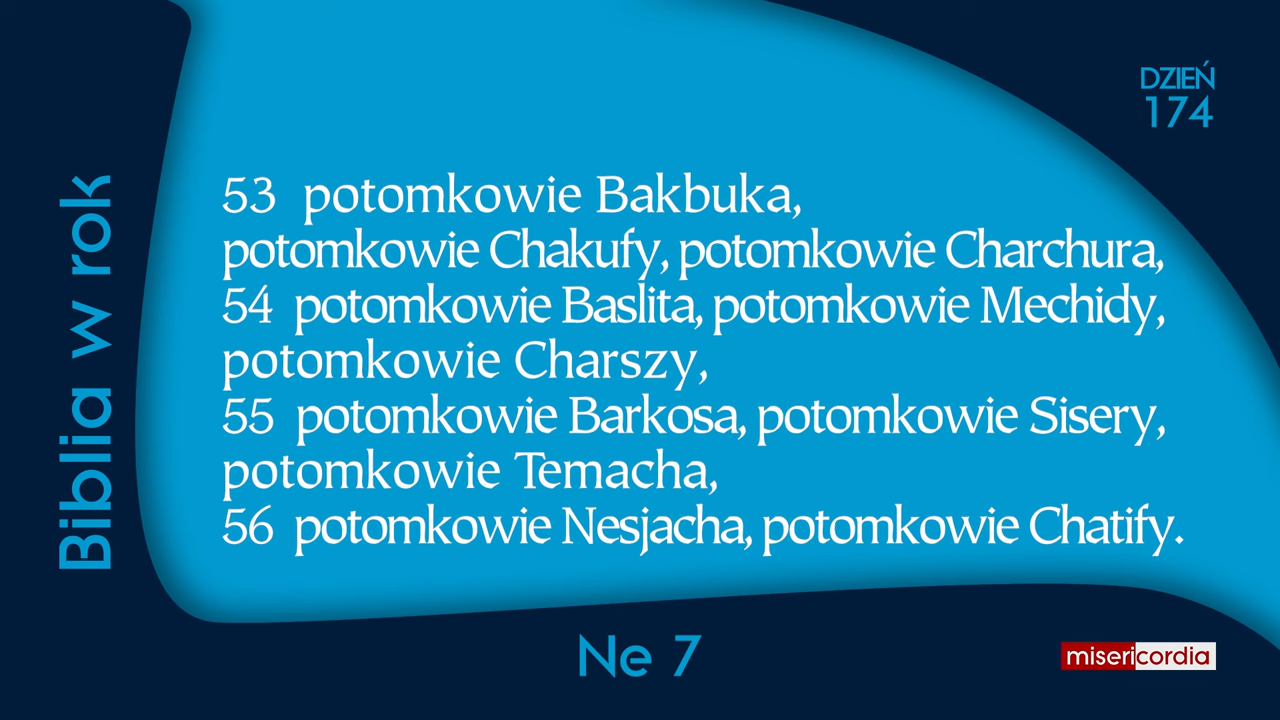 DZIEŃ
174
Biblia w rok
53 potomkowie Bakbuka,
potomkowie Chakufy, potomkowie Charchura,
54 potomkowie Baslita, potomkowie Mechidy,
potomkowie Charszy,
55 potomkowie Barkosa, potomkowie Sisery,
potomkowie Temacha,
56 potomkowie Nesjacha, potomkowie Chatify.
Ne 7
misericordia